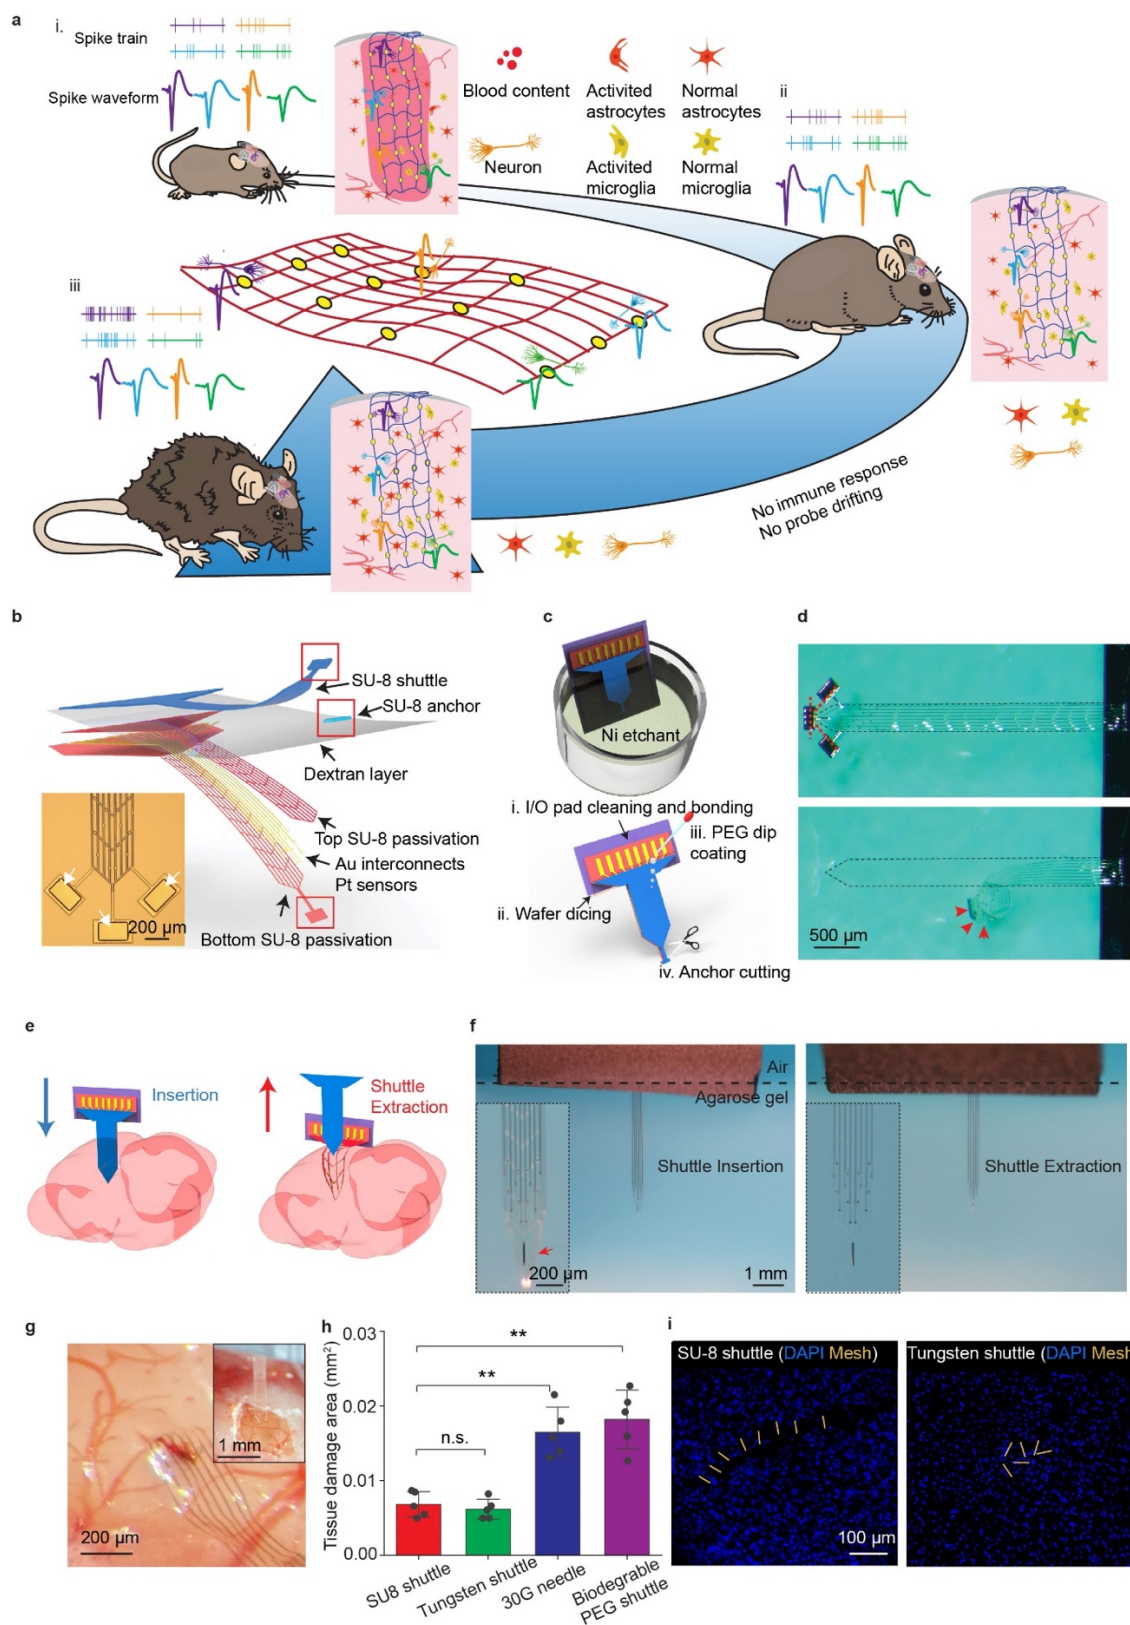 a
i.
Spike train
Spike waveform
Blood content
Activited
astrocytes
Normal
astrocytes
Neuron
Activited
microglia
Normal
microglia
ii
iii
No immune response
No probe drifting
b
SU-8 shuttle
SU-8 anchor
Dextran layer
Top SU-8 passivation
Au interconnects
Pt sensors
200 µm
Bottom SU-8 passivation
c
Ni etchant
i. I/O pad cleaning and bonding
iii. PEG dip
coating
ii. Wafer dicing
iv. Anchor cutting
d
500 µm
e
Insertion
Shuttle
Extraction
f
Air
Agarose gel
Shuttle Insertion
200 µm
1 mm
Shuttle Extraction
g
1 mm
200 µm
h
Tissue damage area (mm²)
0.03
0.02
0.01
0.00
**
**
n.s.
SU8 shuttle
Tungsten shuttle
30G needle
Biodegrable
PEG shuttle
i
SU-8 shuttle (DAPI Mesh)
100 µm
Tungsten shuttle (DAPI Mesh